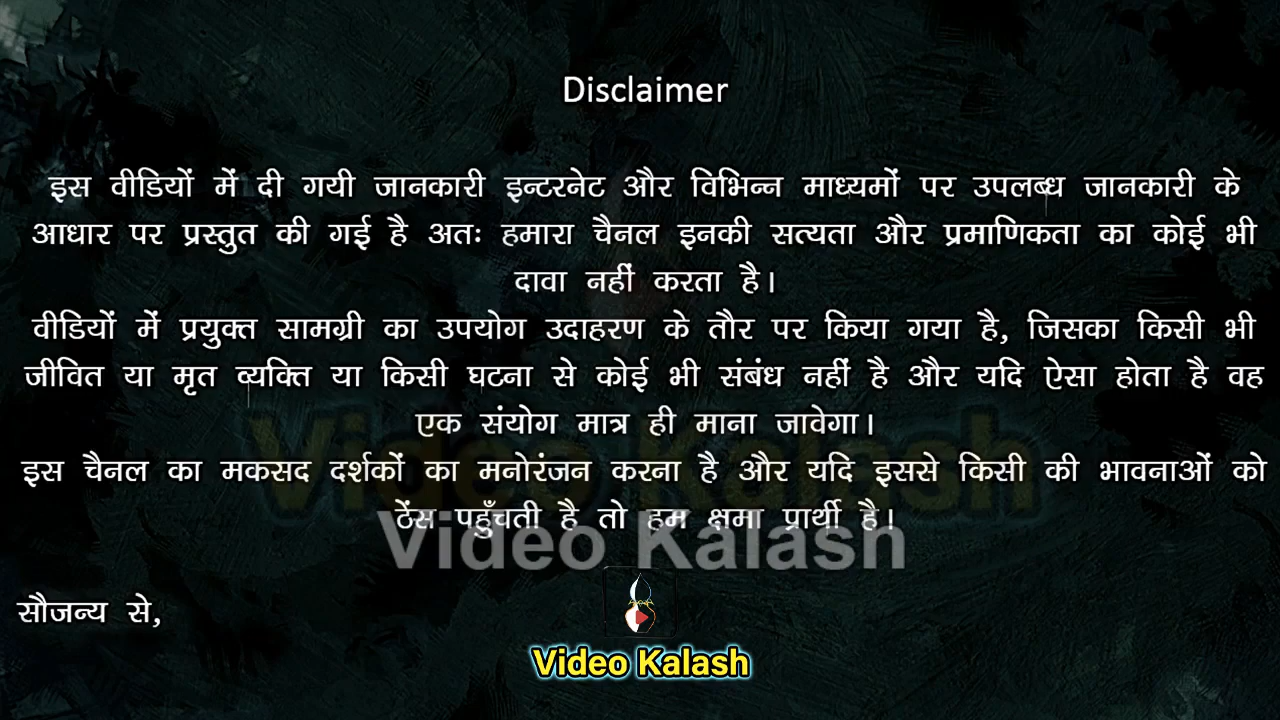 Disclaimer
इस वीडियों में दी गयी जानकारी इन्टरनेट और विभिन्न माध्यमों पर उपलब्ध जानकारी के
आधार पर प्रस्तुत की गई है अतः हमारा चैनल इनकी सत्यता और प्रमाणिकता का कोई भी
दावा नहीं करता है।
वीडियों में प्रयुक्त सामग्री का उपयोग उदाहरण के तौर पर किया गया है, जिसका किसी भी
जीवित या मृत व्यक्ति या किसी घटना से कोई भी संबंध नहीं है और यदि ऐसा होता है वह
एक संयोग मात्र ही माना जावेगा।
इस चैनल का मकसद दर्शकों का मनोरंजन करना है और यदि इससे किसी की भावनाओं को
Video Kalash
ठेंस पहुँचती है तो हम क्षमा प्रार्थी है।
Video Kalash
सौजन्य से,
Video Kalash